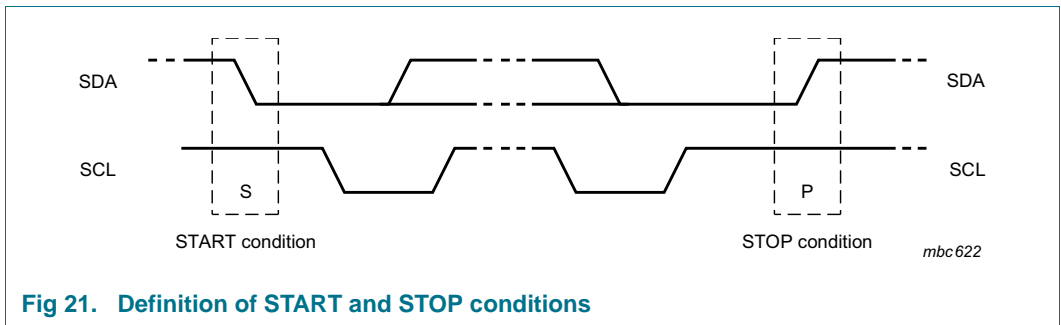 SDA SDA
SCL SCL
S P
START condition STOP condition
mbc622
Fig 21. Definition of START and STOP conditions